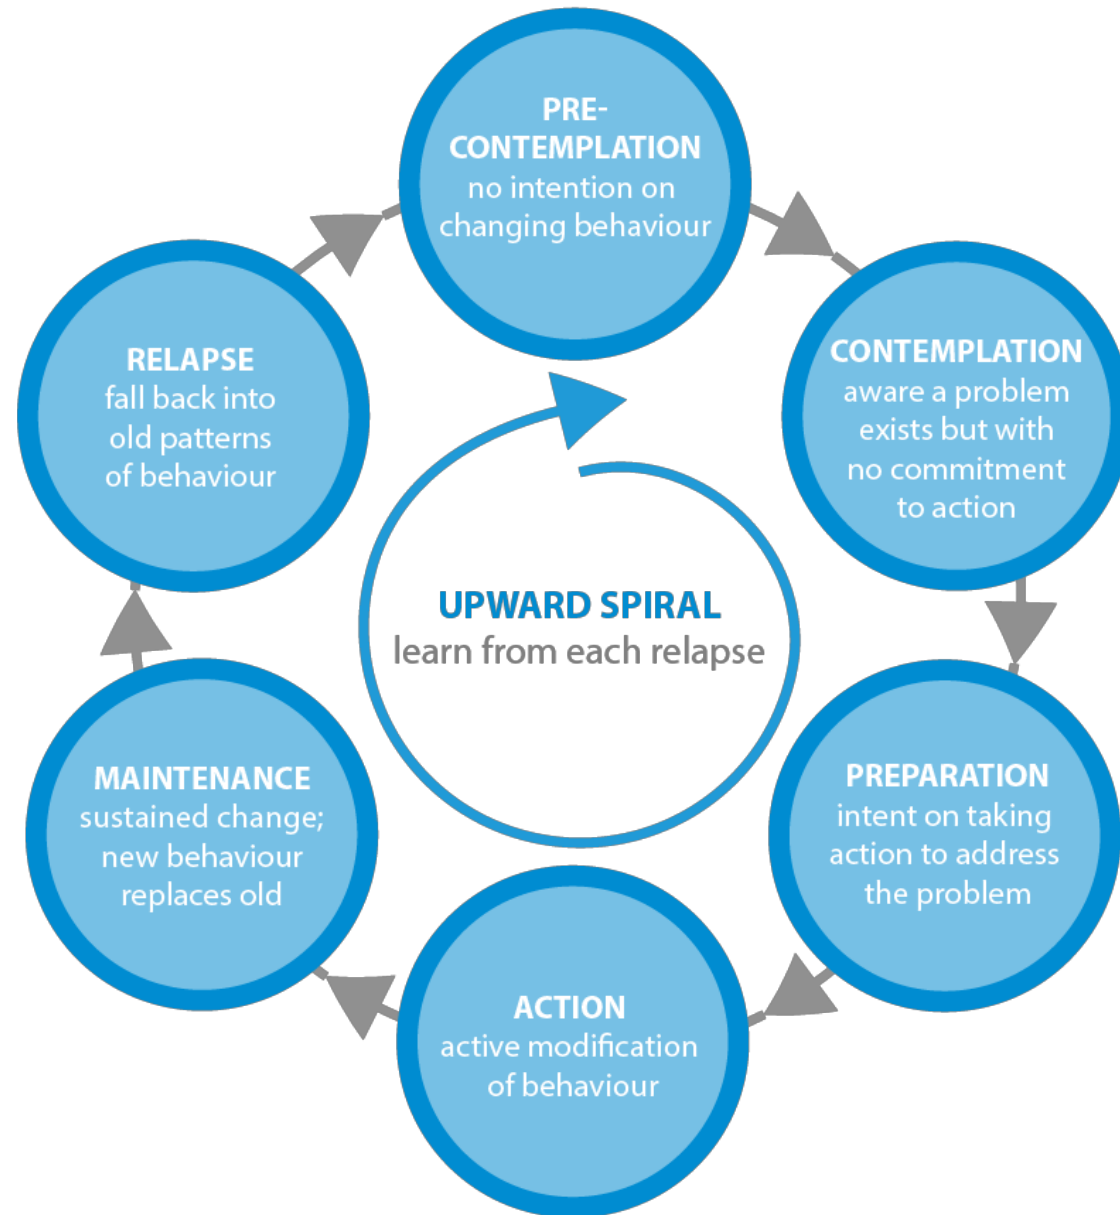 PRE-
CONTEMPLATION
no intention on
changing behaviour
CONTEMPLATION
aware a problem
exists but with
no commitment
to action
PREPARATION
intent on taking
action to address
the problem
ACTION
active modification
of behaviour
MAINTENANCE
sustained change;
new behaviour
replaces old
RELAPSE
fall back into
old patterns
of behaviour
UPWARD SPIRAL
learn from each relapse